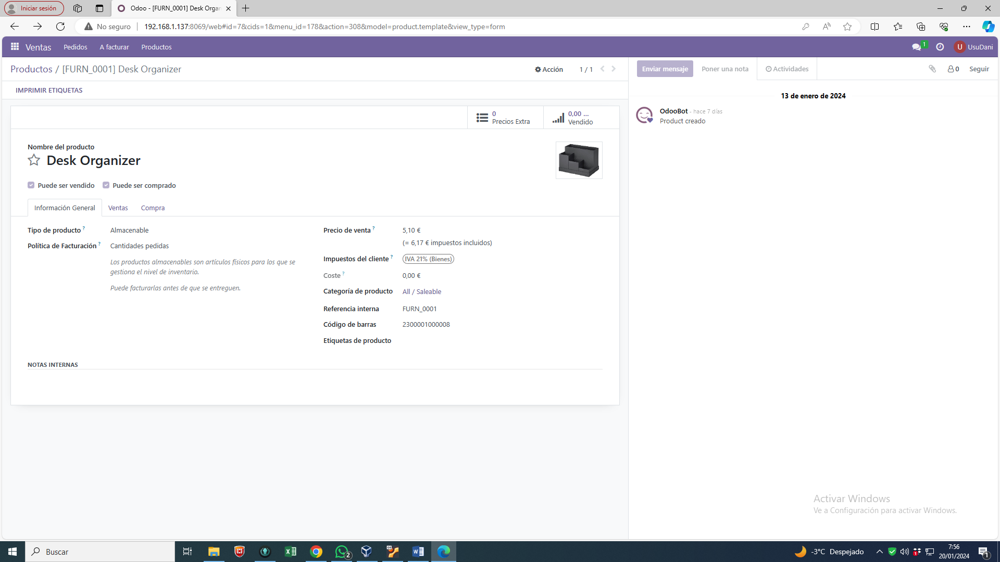 Iniciar sesión
Odoo - [FURN_0001] Desk Organ
No seguro
192.168.1.137:8069/web#id=7&cids=1&menu_id=178&action=308&model=product.template&view_type=form
Ventas
Pedidos
A facturar
Productos
1
U
UsuDani
Productos / [FURN_0001] Desk Organizer
Acción
1 / 1
Enviar mensaje
Poner una nota
Actividades
0
Seguir
IMPRIMIR ETIQUETAS
13 de enero de 2024
OdooBot - hace 7 días
Product creado
0
Precios Extra
0,00 ...
Vendido
Nombre del producto
Desk Organizer
Puede ser vendido
Puede ser comprado
Información General
Ventas
Compra
Tipo de producto ?
Almacenable
Política de Facturación ?
Cantidades pedidas
Los productos almacenables son artículos físicos para los que se
gestiona el nivel de inventario.
Puede facturarlas antes de que se entreguen.
Precio de venta ?
5,10 €
(= 6,17 € impuestos incluidos)
Impuestos del cliente ?
IVA 21% (Bienes)
Coste ?
0,00 €
Categoría de producto
All / Saleable
Referencia interna
FURN_0001
Código de barras
2300001000008
Etiquetas de producto
NOTAS INTERNAS
Activar Windows
Ve a Configuración para activar Windows.
Buscar
2
-3°C Despejado
7:56
20/01/2024
1